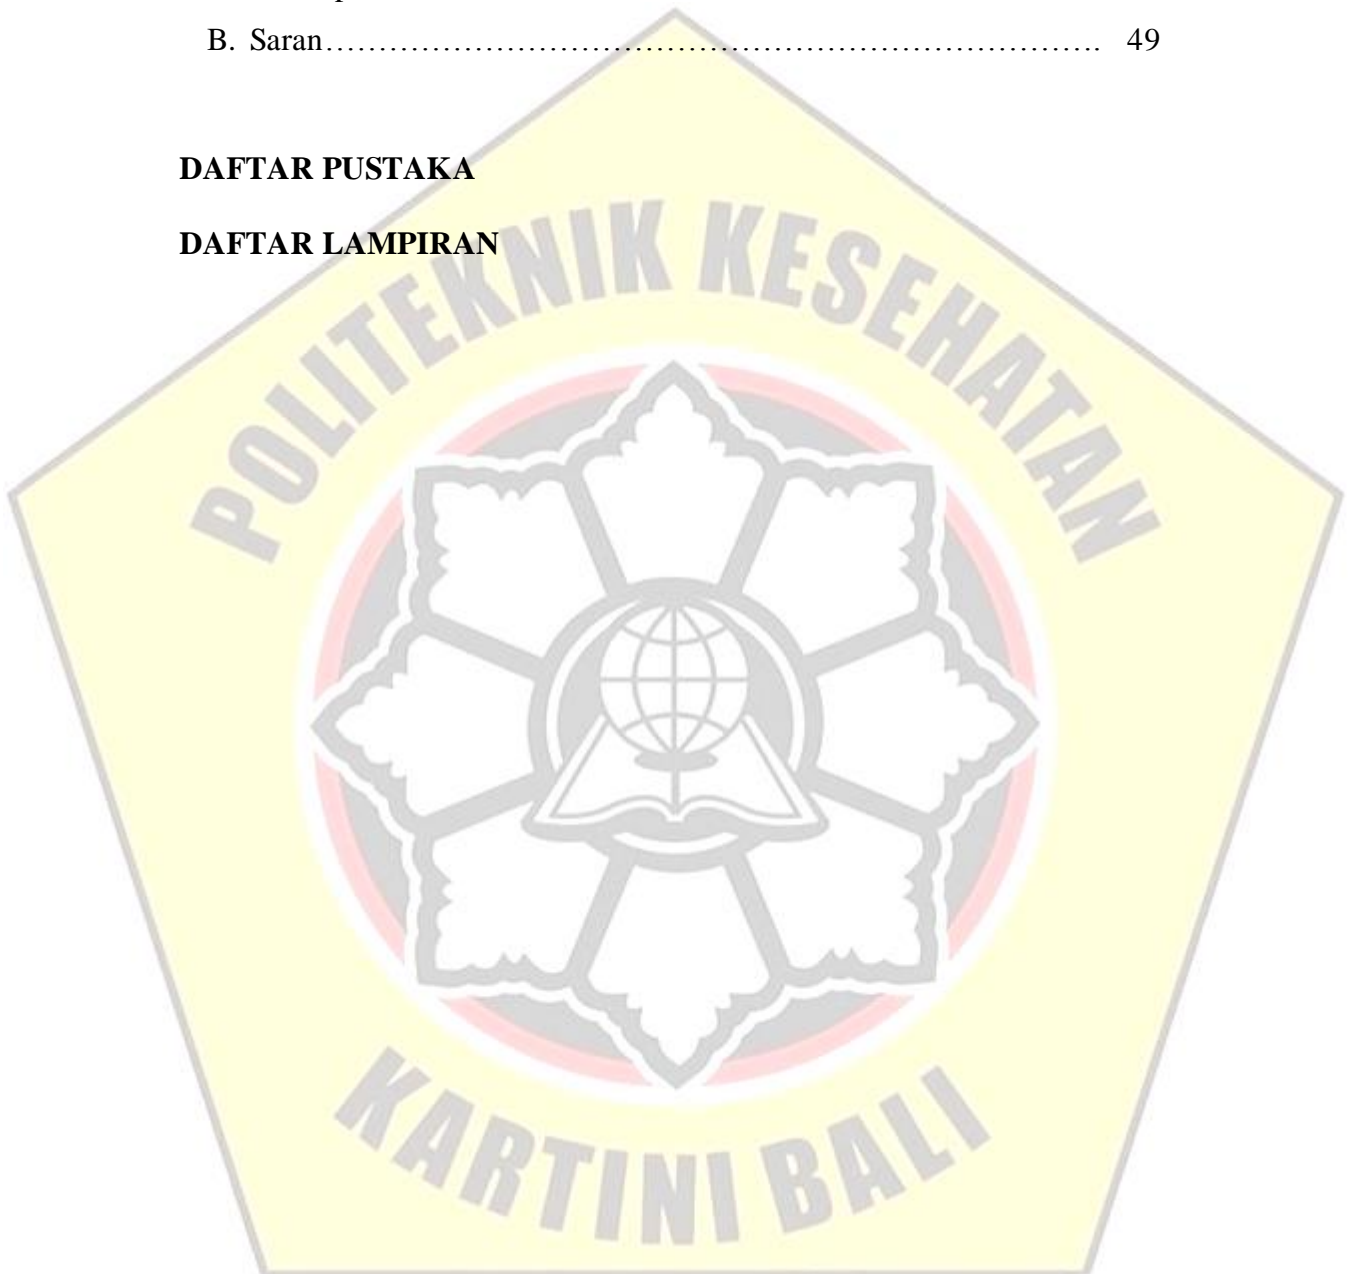 B. Saran…………………………………………………………………. 49
DAFTAR PUSTAKA
DAFTAR LAMPIRAN
POLITEKNIK KESEHATAN
KARTINI BALI